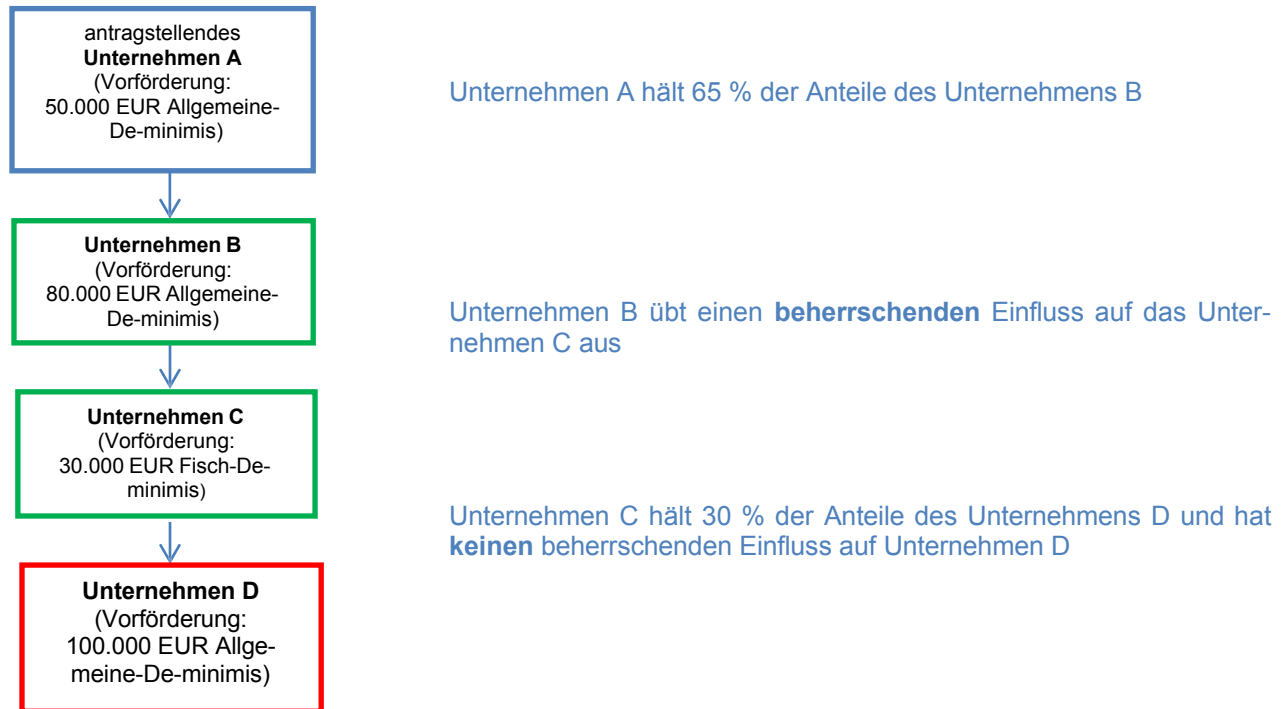 antragstellendes
Unternehmen A
(Vorförderung:
50.000 EUR Allgemeine-
De-minimis)
Unternehmen A hält 65 % der Anteile des Unternehmens B
Unternehmen B
(Vorförderung:
80.000 EUR Allgemeine-
De-minimis)
Unternehmen B übt einen beherrschenden Einfluss auf das Unter-
nehmen C aus
Unternehmen C
(Vorförderung:
30.000 EUR Fisch-De-
minimis)
Unternehmen C hält 30 % der Anteile des Unternehmens D und hat
keinen beherrschenden Einfluss auf Unternehmen D
Unternehmen D
(Vorförderung:
100.000 EUR Allge-
meine-De-minimis)